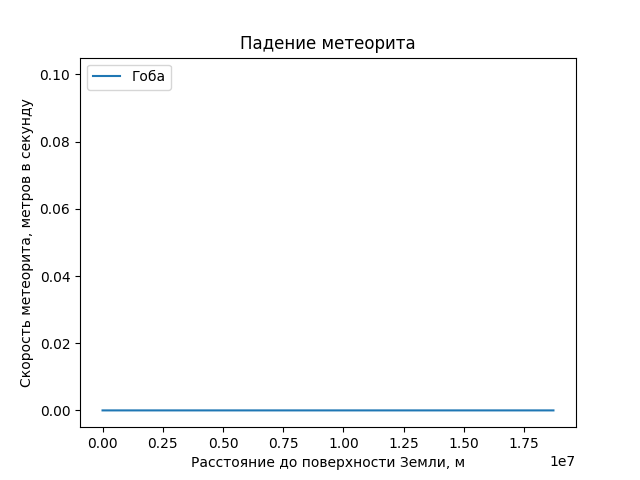 Падение метеорита
Гоба
Скорость метеорита, метров в секунду
0.10
0.08
0.06
0.04
0.02
0.00
0.00 0.25 0.50 0.75 1.00 1.25 1.50 1.75
1e7
Расстояние до поверхности Земли, м